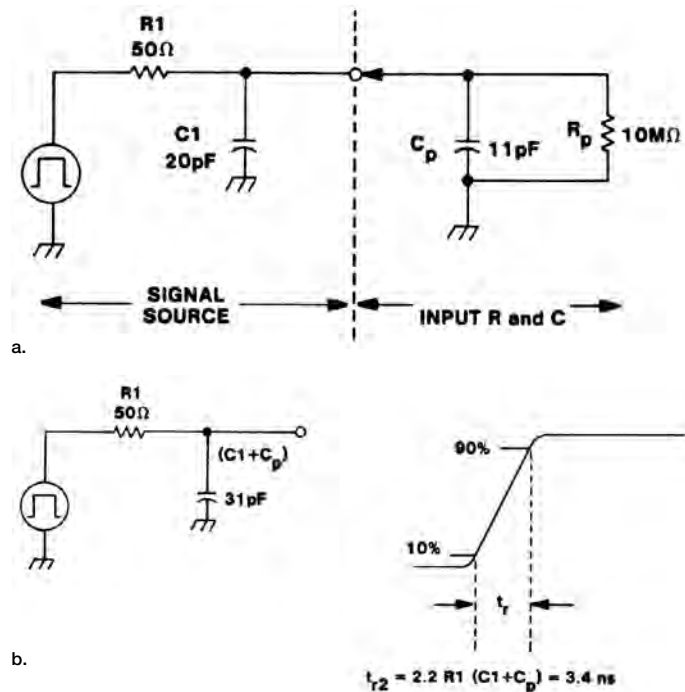 R1
50Ω
C1
20pF
Cp
11pF
Rp
10MΩ
SIGNAL
SOURCE
INPUT R and C
a.
R1
50Ω
(C1+Cp)
31pF
90%
10%
tr
b.
tr2 = 2.2 R1 (C1+Cp) = 3.4 ns